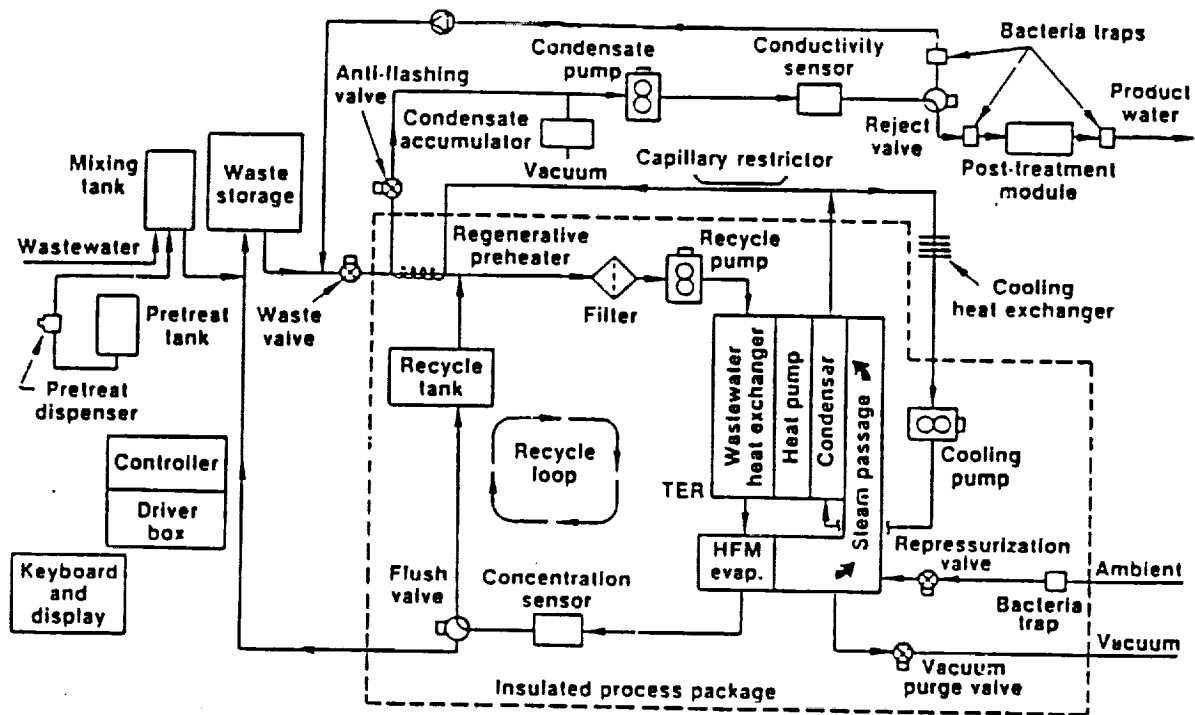 Bacteria traps
Condensate
pump
Conductivity
sensor
Anti-flashing
valve
Product
water
Condensate
accumulator
Reject
valve
Post-treatment
module
Mixing
tank
Waste
storage
Vacuum
Capillary restrictor
Wastewater
Regenerative
preheater
Recycle
pump
Cooling
heat exchanger
Pretreat
tank
Waste
valve
Filter
Pretreat
dispenser
Recycle
tank
Wastewater
heat exchanger
Heat pump
Condensar
Steam passage
Cooling
pump
Controller
Recycle
loop
TER
Driver
box
HFM
evap.
Repressurization
valve
Ambient
Keyboard
and
display
Flush
valve
Concentration
sensor
Bacteria
trap
Vacuum
Vacuum
purge valve
Insulated process package